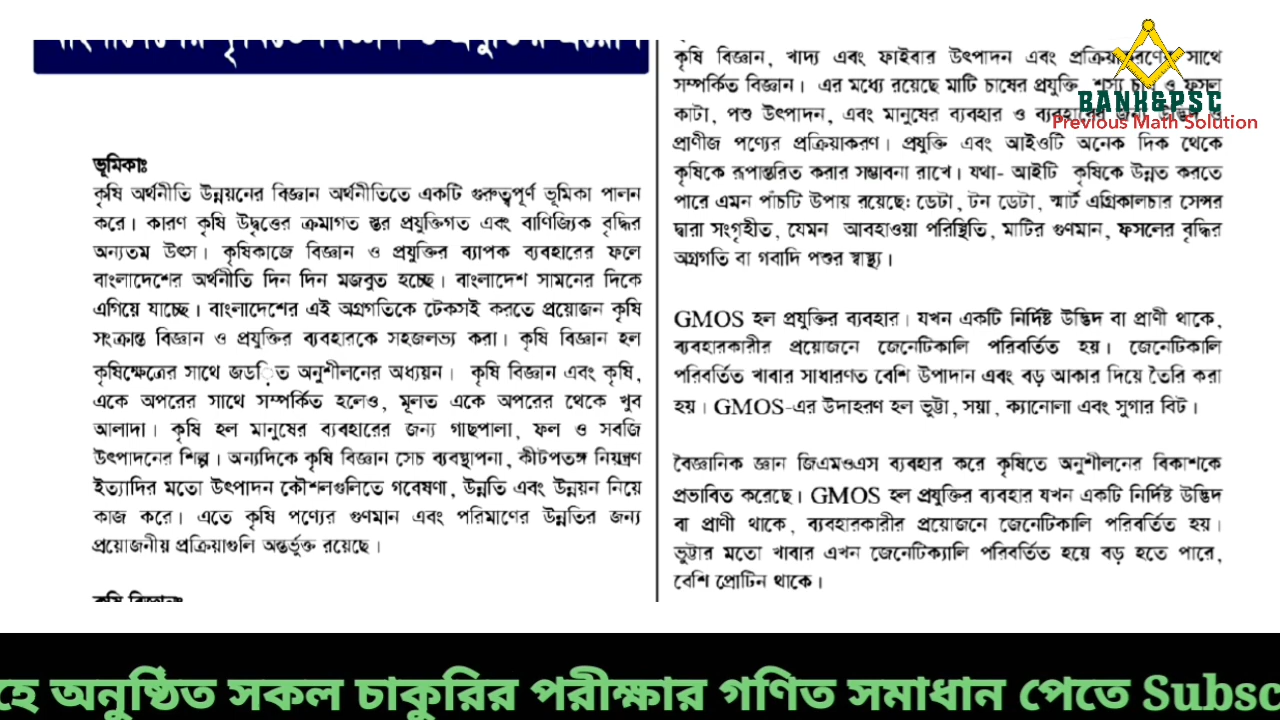 ভূমিকাঃ
কৃষি অর্থনীতি উন্নয়নের বিজ্ঞান অর্থনীতিতে একটি গুরুত্বপূর্ণ ভূমিকা পালন
করে। কারণ কৃষি উদ্বৃত্তের ক্রমাগত স্তর প্রযুক্তিগত এবং বাণিজ্যিক বৃদ্ধির
অন্যতম উৎস। কৃষিকাজে বিজ্ঞান ও প্রযুক্তির ব্যাপক ব্যবহারের ফলে
বাংলাদেশের অর্থনীতি দিন দিন মজবুত হচ্ছে। বাংলাদেশ সামনের দিকে
এগিয়ে যাচ্ছে। বাংলাদেশের এই অগ্রগতিকে টেকসই করতে প্রয়োজন কৃষি
সংক্রান্ত বিজ্ঞান ও প্রযুক্তির ব্যবহারকে সহজলভ্য করা। কৃষি বিজ্ঞান হল
কৃষিক্ষেত্রের সাথে জডড়িত অনুশীলনের অধ্যয়ন। কৃষি বিজ্ঞান এবং কৃষি,
একে অপরের সাথে সম্পর্কিত হলেও, মূলত একে অপরের থেকে খুব
আলাদা। কৃষি হল মানুষের ব্যবহারের জন্য গাছপালা, ফল ও সবজি
উৎপাদনের শিল্প। অন্যদিকে কৃষি বিজ্ঞান সেচ ব্যবস্থাপনা, কীটপতঙ্গ নিয়ন্ত্রণ
ইত্যাদির মতো উৎপাদন কৌশলগুলিতে গবেষণা, উন্নতি এবং উন্নয়ন নিয়ে
কাজ করে। এতে কৃষি পণ্যের গুণমান এবং পরিমাণের উন্নতির জন্য
প্রয়োজনীয় প্রক্রিয়াগুলি অন্তর্ভুক্ত রয়েছে।
কৃষি বিজ্ঞানঃ
কৃষি বিজ্ঞান, খাদ্য এবং ফাইবার উৎপাদন এবং প্রক্রিয়াকরণের সাথে
সম্পর্কিত বিজ্ঞান। এর মধ্যে রয়েছে মাটি চাষের প্রযুক্তি, শস্য চাষ ও ফসল
কাটা, পশু উৎপাদন, এবং মানুষের ব্যবহার ও ব্যবহারের জন্য উদ্ভিদ ও
প্রাণীজ পণ্যের প্রক্রিয়াকরণ। প্রযুক্তি এবং আইওটি অনেক দিক থেকে
কৃষিকে রূপান্তরিত করার সম্ভাবনা রাখে। যথা- আইটি কৃষিকে উন্নত করতে
পারে এমন পাঁচটি উপায় রয়েছে: ডেটা, টন ডেটা, স্মার্ট এগ্রিকালচার সেন্সর
দ্বারা সংগৃহীত, যেমন আবহাওয়া পরিস্থিতি, মাটির গুণমান, ফসলের বৃদ্ধির
অগ্রগতি বা গবাদি পশুর স্বাস্থ্য।
GMOS হল প্রযুক্তির ব্যবহার। যখন একটি নির্দিষ্ট উদ্ভিদ বা প্রাণী থাকে,
ব্যবহারকারীর প্রয়োজনে জেনেটিকালি পরিবর্তিত হয়। জেনেটিকালি
পরিবর্তিত খাবার সাধারণত বেশি উপাদান এবং বড় আকার দিয়ে তৈরি করা
হয়। GMOS-এর উদাহরণ হল ভুট্টা, সয়া, ক্যানোলা এবং সুগার বিট।
বৈজ্ঞানিক জ্ঞান জিএমওএস ব্যবহার করে কৃষিতে অনুশীলনের বিকাশকে
প্রভাবিত করেছে। GMOS হল প্রযুক্তির ব্যবহার যখন একটি নির্দিষ্ট উদ্ভিদ
বা প্রাণী থাকে, ব্যবহারকারীর প্রয়োজনে জেনেটিকালি পরিবর্তিত হয়।
ভুট্টার মতো খাবার এখন জেনেটিক্যালি পরিবর্তিত হয়ে বড় হতে পারে,
বেশি প্রোটিন থাকে।
BANK&PSC
Previous Math Solution
হে অনুষ্ঠিত সকল চাকুরির পরীক্ষার গণিত সমাধান পেতে Subsc